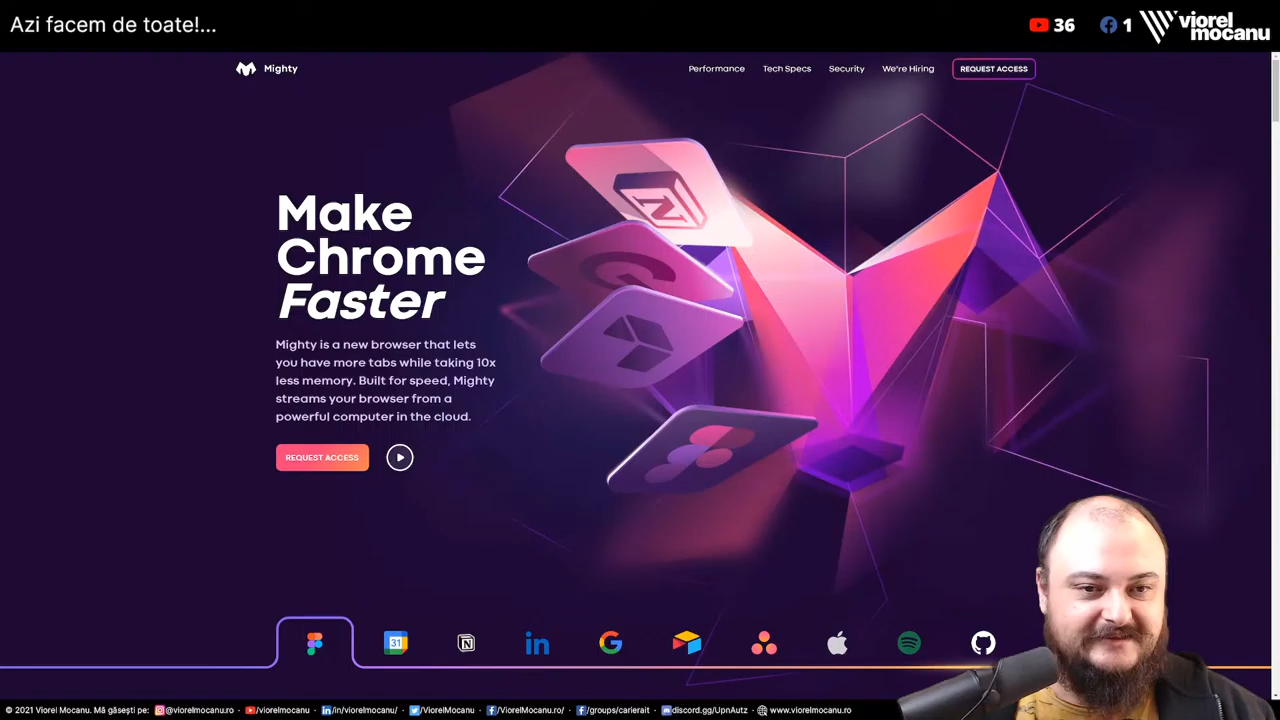 Azi facem de toate!...
36
1
viorel
mocanu
Mighty
Performance
Tech Specs
Security
We're Hiring
REQUEST ACCESS
Make
Chrome
Faster
Mighty is a new browser that lets
you have more tabs while taking 10x
less memory. Built for speed, Mighty
streams your browser from a
powerful computer in the cloud.
REQUEST ACCESS
31
in
© 2021 Viorel Mocanu. Mă găsești pe: @viorelmocanu.ro · /viorelmocanu · /in/viorelmocanu/ · /ViorelMocanu · /ViorelMocanu.ro/ · /groups/carierait · discord.gg/UpnAutz · www.viorelmocanu.ro